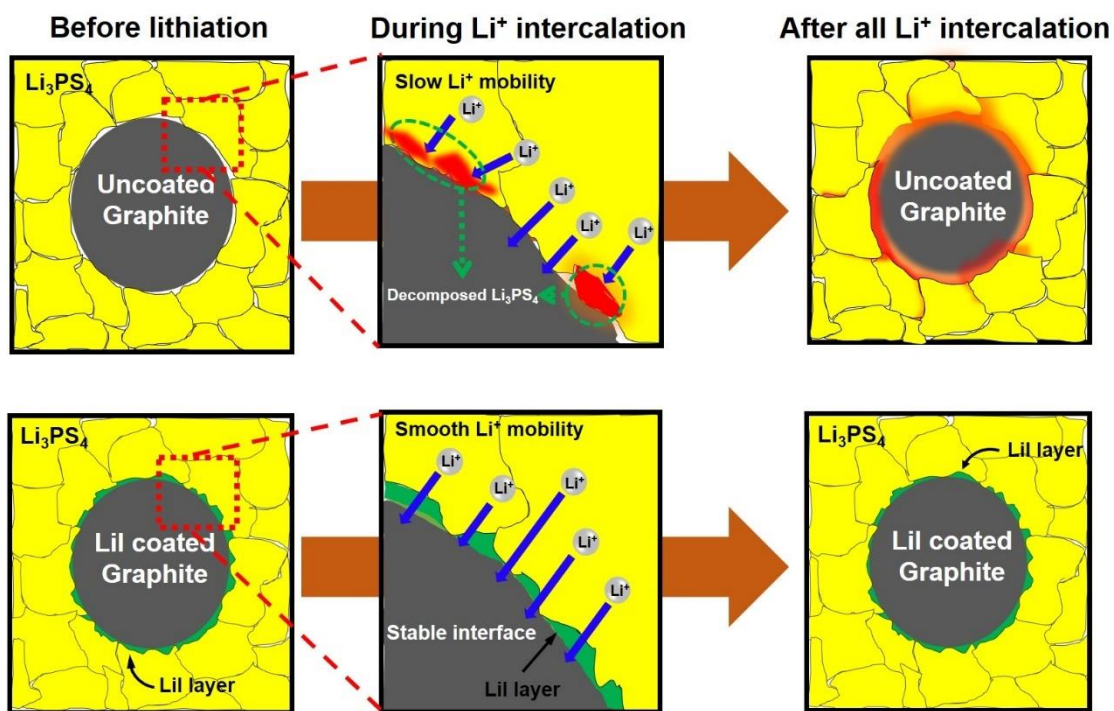 Before lithiation
During Li⁺ intercalation
After all Li⁺ intercalation
Li₃PS₄
Uncoated
Graphite
Slow Li⁺ mobility
Li⁺
Li⁺
Li⁺
Li⁺
Li⁺
Decomposed Li₃PS₄
Uncoated
Graphite
Li₃PS₄
LiI coated
Graphite
LiI layer
Smooth Li⁺ mobility
Li⁺
Li⁺
Li⁺
Li⁺
Li⁺
Stable interface
LiI layer
Li₃PS₄
LiI layer
LiI coated
Graphite